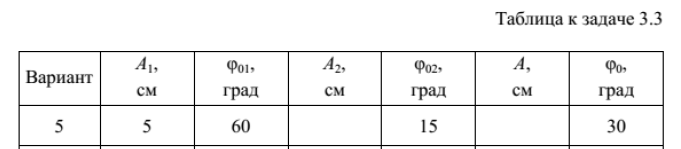 Таблица к задаче 3.3
Вариант A₁, см φ₀₁, град A₂, см φ₀₂, град A, см φ₀, град
5 5 60 15 30